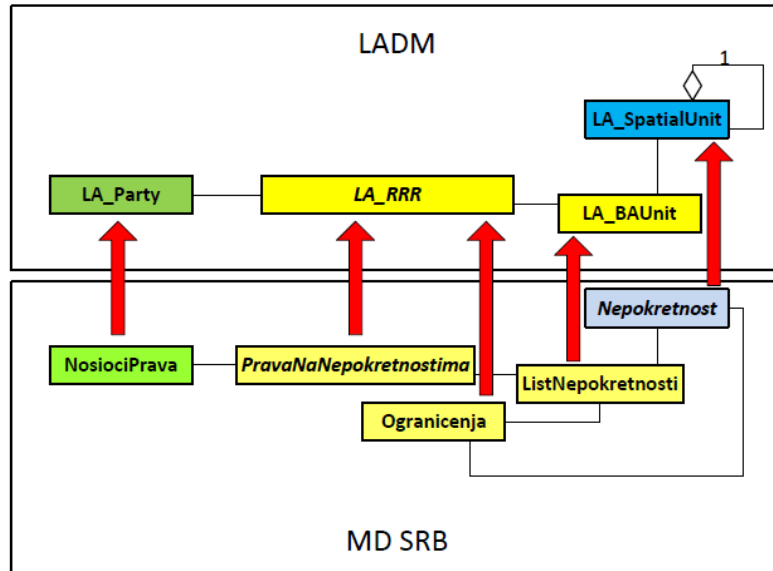 LADM
1
LA_SpatialUnit
LA_Party
LA_RRR
LA_BAUnit
Nepokretnost
NosiociPrava
PravaNaNepokretnostima
ListNepokretnosti
Ogranicenja
MD SRB